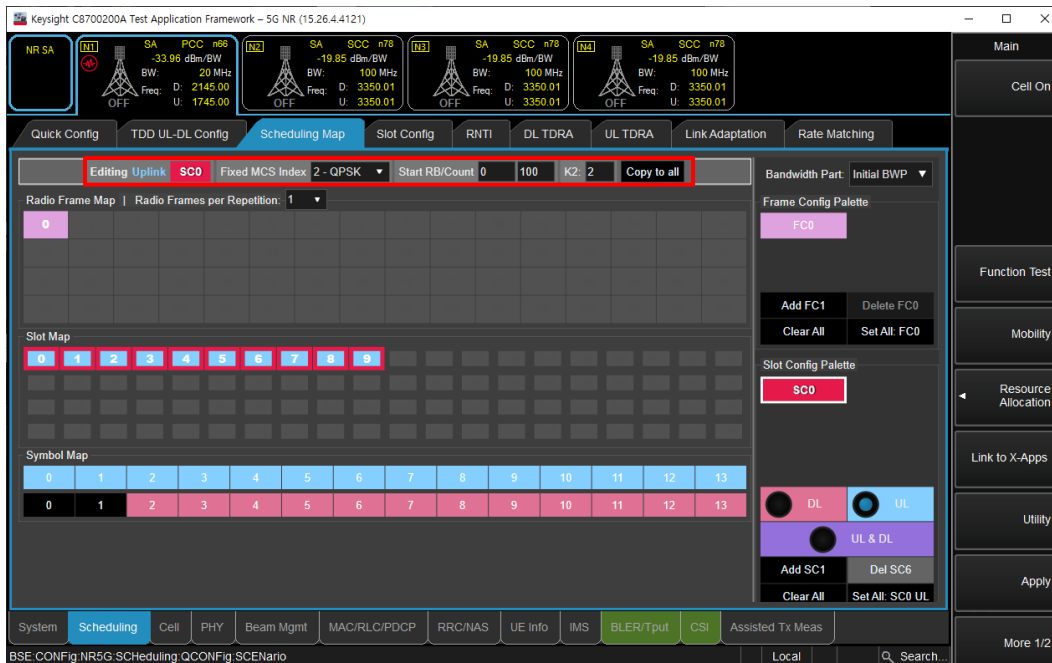 Keysight C8700200A Test Application Framework – 5G NR (15.26.4.4121)
NR SA
N1 SA PCC n66
-33.96 dBm/BW
BW: 20 MHz
Freq: D: 2145.00
OFF U: 1745.00
N2 SA SCC n78
-19.85 dBm/BW
BW: 100 MHz
Freq: D: 3350.01
OFF U: 3350.01
N3 SA SCC n78
-19.85 dBm/BW
BW: 100 MHz
Freq: D: 3350.01
OFF U: 3350.01
N4 SA SCC n78
-19.85 dBm/BW
BW: 100 MHz
Freq: D: 3350.01
OFF U: 3350.01
Quick Config TDD UL-DL Config Scheduling Map Slot Config RNTI DL TDRA UL TDRA Link Adaptation Rate Matching
Editing Uplink SC0 Fixed MCS Index 2 - QPSK Start RB/Count 0 100 K2: 2 Copy to all
Radio Frame Map | Radio Frames per Repetition: 1
0
Slot Map
0 1 2 3 4 5 6 7 8 9
Symbol Map
0 1 2 3 4 5 6 7 8 9 10 11 12 13
0 1 2 3 4 5 6 7 8 9 10 11 12 13
Bandwidth Part: Initial BWP
Frame Config Palette
FC0
Add FC1 Delete FC0
Clear All Set All: FC0
Slot Config Palette
SC0
DL UL
UL & DL
Add SC1 Del SC6
Clear All Set All: SC0 UL
System Scheduling Cell PHY Beam Mgmt MAC/RLC/PDCP RRC/NAS UE Info IMS BLER/Tput CSI Assisted Tx Meas
BSE:CONFig:NR5G:SCHeduling:QCONFig:SCENario Local Search...
Main
Cell On
Function Test
Mobility
Resource
Allocation
Link to X-Apps
Utility
Apply
More 1/2